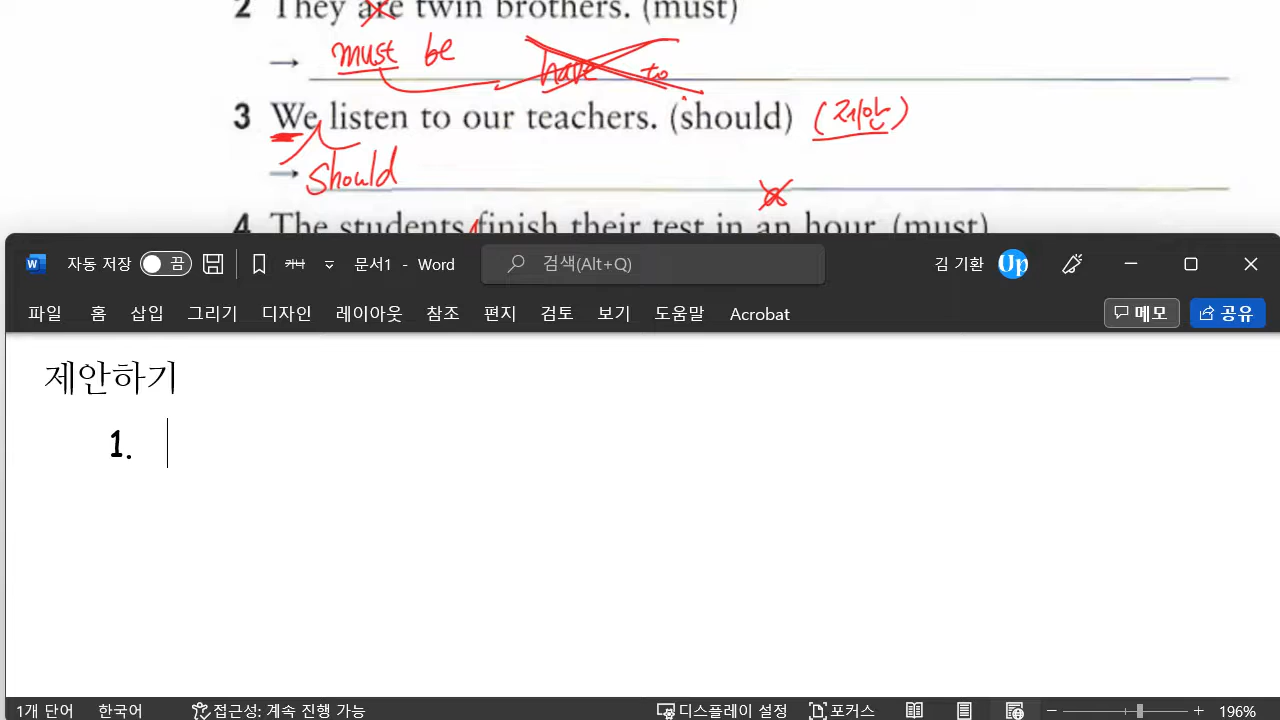 2 They are twin brothers. (must)
→ must be have to
3 We listen to our teachers. (should) (제안)
→ Should
4 The students finish their test in an hour. (must)
자동 저장 끔 가나 문서1 - Word 검색(Alt+Q) 김 기환 Up
파일 홈 삽입 그리기 디자인 레이아웃 참조 편지 검토 보기 도움말 Acrobat 메모 공유
제안하기
1.
1개 단어 한국어 접근성: 계속 진행 가능 디스플레이 설정 포커스 196%